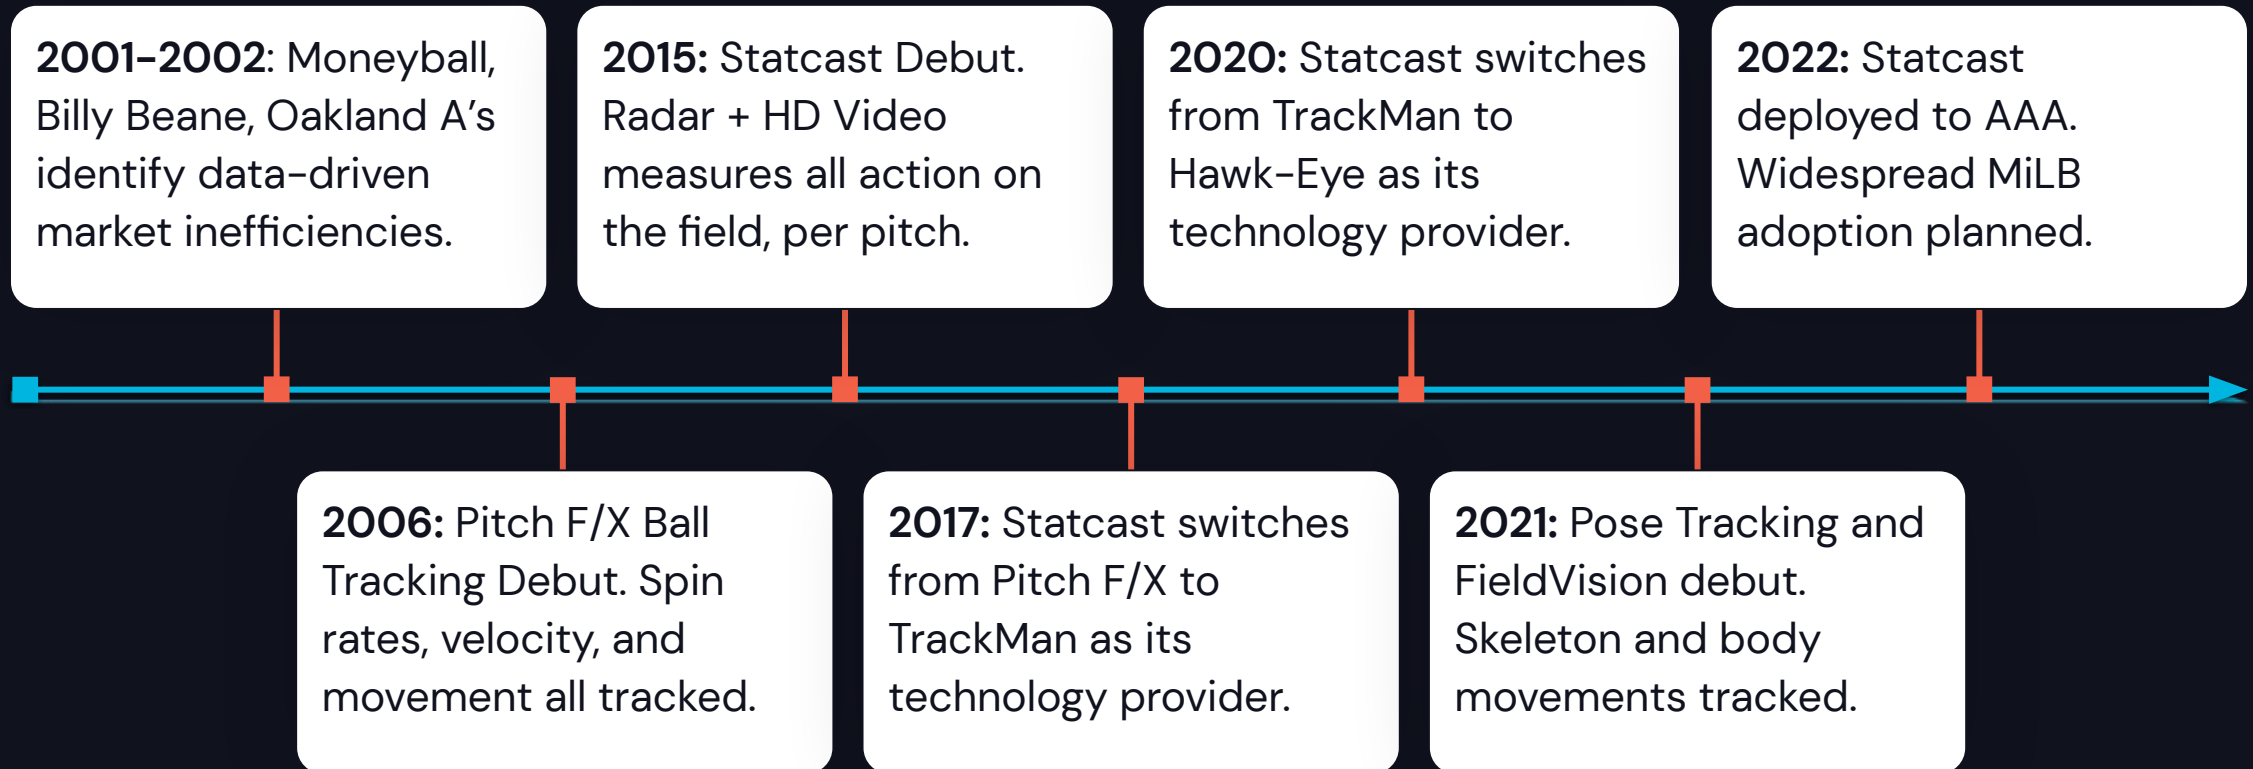 2001-2002: Moneyball,
Billy Beane, Oakland A’s
identify data-driven
market inefficiencies.
2006: Pitch F/X Ball
Tracking Debut. Spin
rates, velocity, and
movement all tracked.
2015: Statcast Debut.
Radar + HD Video
measures all action on
the field, per pitch.
2017: Statcast switches
from Pitch F/X to
TrackMan as its
technology provider.
2020: Statcast switches
from TrackMan to
Hawk-Eye as its
technology provider.
2021: Pose Tracking and
FieldVision debut.
Skeleton and body
movements tracked.
2022: Statcast
deployed to AAA.
Widespread MiLB
adoption planned.